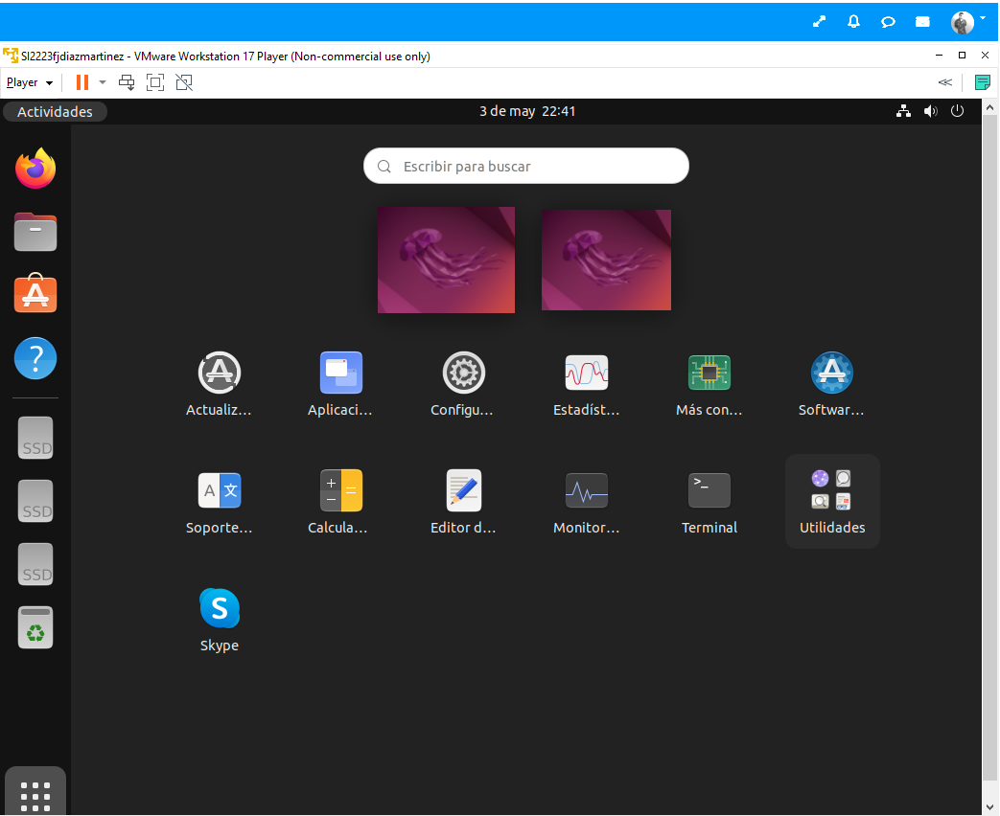 SI2223fjdiazmartinez - VMware Workstation 17 Player (Non-commercial use only)
Player
Actividades
3 de may 22:41
Escribir para buscar
Actualiz...
Aplicaci...
Configu...
Estadíst...
Más con...
Softwar...
Soporte...
Calcula...
Editor d...
Monitor...
Terminal
Utilidades
Skype
SSD
SSD
SSD